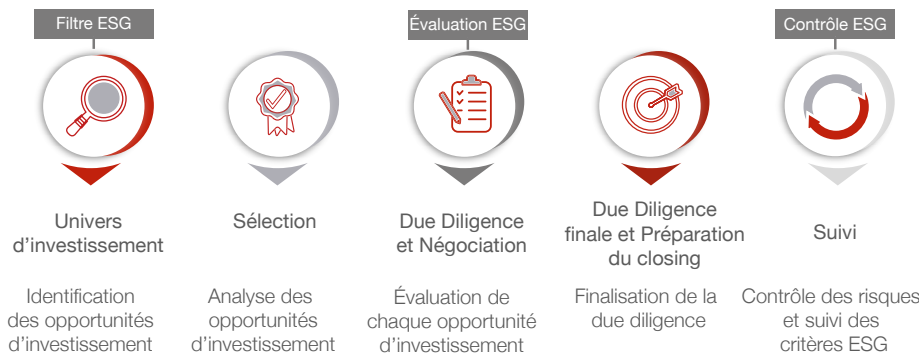 Filtre ESG
Évaluation ESG
Contrôle ESG
Univers
d'investissement
Sélection
Due Diligence
et Négociation
Due Diligence
finale et Préparation
du closing
Suivi
Identification
des opportunités
d'investissement
Analyse des
opportunités
d'investissement
Évaluation de
chaque opportunité
d'investissement
Finalisation de la
due diligence
Contrôle des risques
et suivi des
critères ESG